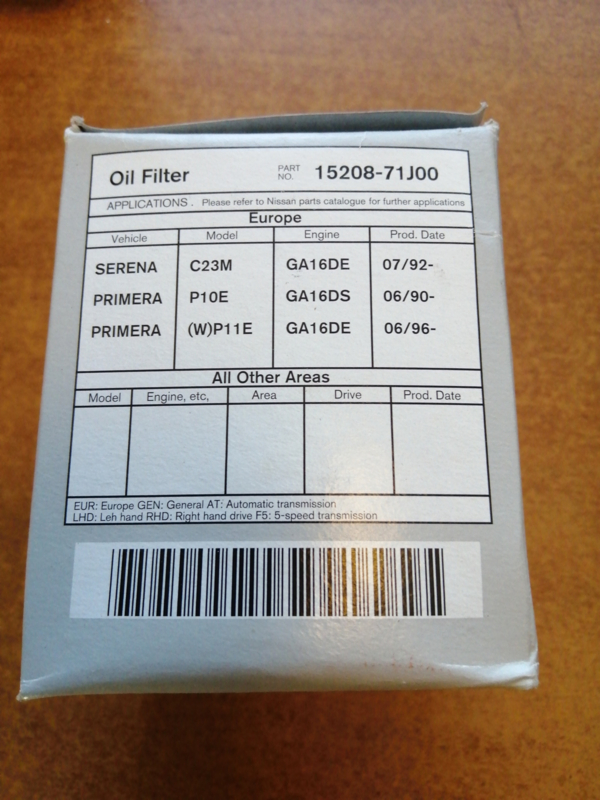 Oil Filter PART NO. 15208-71J00
APPLICATIONS . Please refer to Nissan parts catalogue for further applications
Europe
Vehicle Model Engine Prod. Date
SERENA C23M GA16DE 07/92-
PRIMERA P10E GA16DS 06/90-
PRIMERA (W)P11E GA16DE 06/96-
All Other Areas
Model Engine, etc, Area Drive Prod. Date
EUR: Europe GEN: General AT: Automatic transmission
LHD: Leh hand RHD: Right hand drive F5: 5-speed transmission